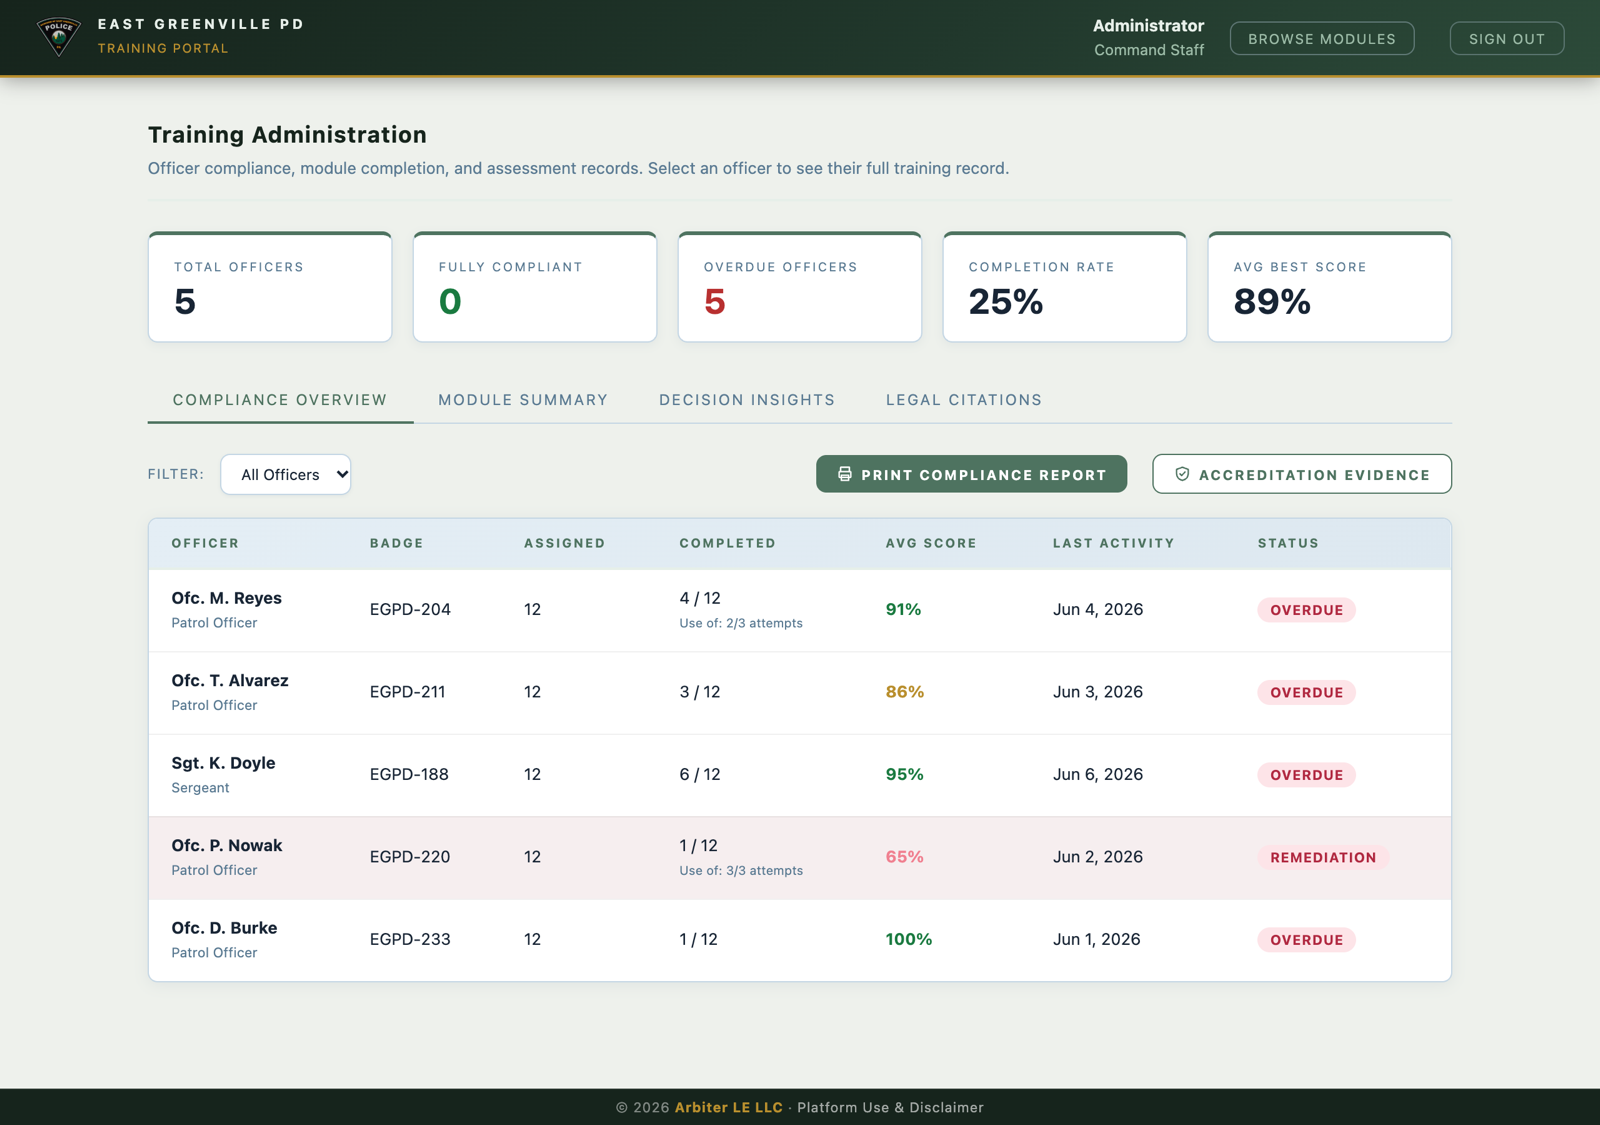 POLICE
EAST GREENVILLE PD
TRAINING PORTAL
Administrator
Command Staff
BROWSE MODULES
SIGN OUT
Training Administration
Officer compliance, module completion, and assessment records. Select an officer to see their full training record.
TOTAL OFFICERS
5
FULLY COMPLIANT
0
OVERDUE OFFICERS
5
COMPLETION RATE
25%
AVG BEST SCORE
89%
COMPLIANCE OVERVIEW
MODULE SUMMARY
DECISION INSIGHTS
LEGAL CITATIONS
FILTER:
All Officers
PRINT COMPLIANCE REPORT
ACCREDITATION EVIDENCE
OFFICER BADGE ASSIGNED COMPLETED AVG SCORE LAST ACTIVITY STATUS
Ofc. M. Reyes
Patrol Officer
EGPD-204
12
4 / 12
Use of: 2/3 attempts
91%
Jun 4, 2026
OVERDUE
Ofc. T. Alvarez
Patrol Officer
EGPD-211
12
3 / 12
86%
Jun 3, 2026
OVERDUE
Sgt. K. Doyle
Sergeant
EGPD-188
12
6 / 12
95%
Jun 6, 2026
OVERDUE
Ofc. P. Nowak
Patrol Officer
EGPD-220
12
1 / 12
Use of: 3/3 attempts
65%
Jun 2, 2026
REMEDIATION
Ofc. D. Burke
Patrol Officer
EGPD-233
12
1 / 12
100%
Jun 1, 2026
OVERDUE
© 2026 Arbiter LE LLC · Platform Use & Disclaimer